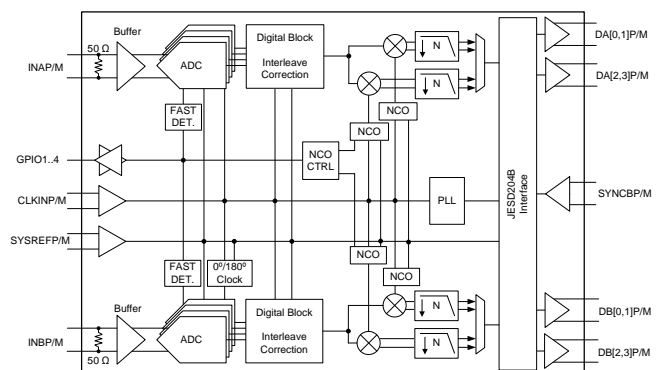 Buffer
50 Ω
INAP/M
ADC
Digital Block
Interleave
Correction
N
N
DA[0,1]P/M
DA[2,3]P/M
FAST
DET.
NCO
NCO
GPIO1..4
NCO
CTRL
CLKINP/M
PLL
JESD204B
Interface
SYNCBP/M
SYSREFP/M
FAST
DET.
0º/180º
Clock
NCO
NCO
Buffer
INBP/M
50 Ω
ADC
Digital Block
Interleave
Correction
N
N
DB[0,1]P/M
DB[2,3]P/M